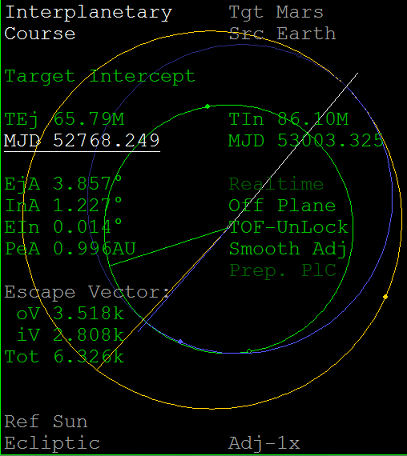 Interplanetary Tgt Mars
Course Src Earth
Target Intercept
TEj 65.79M TIn 86.10M
MJD 52768.249 MJD 53003.325
EjA 3.857° Realtime
InA 1.227° Off Plane
EIn 0.014° TOF-UnLock
PeA 0.996AU Smooth Adj
Prep. PlC
Escape Vector:
oV 3.518k
iV 2.808k
Tot 6.326k
Ref Sun
Ecliptic Adj-1x